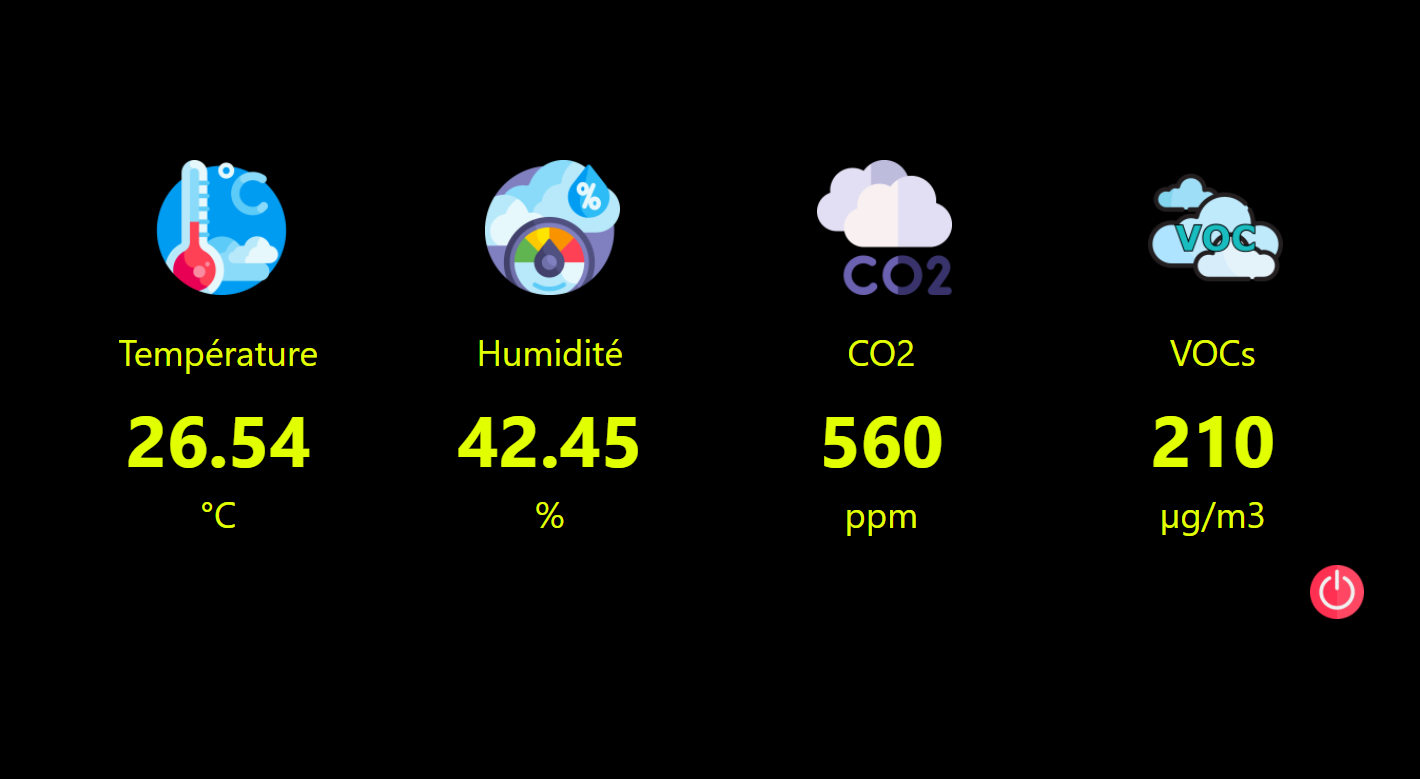 °C
%
CO2
VOC
Température
Humidité
CO2
VOCs
26.54
42.45
560
210
°C
%
ppm
µg/m3